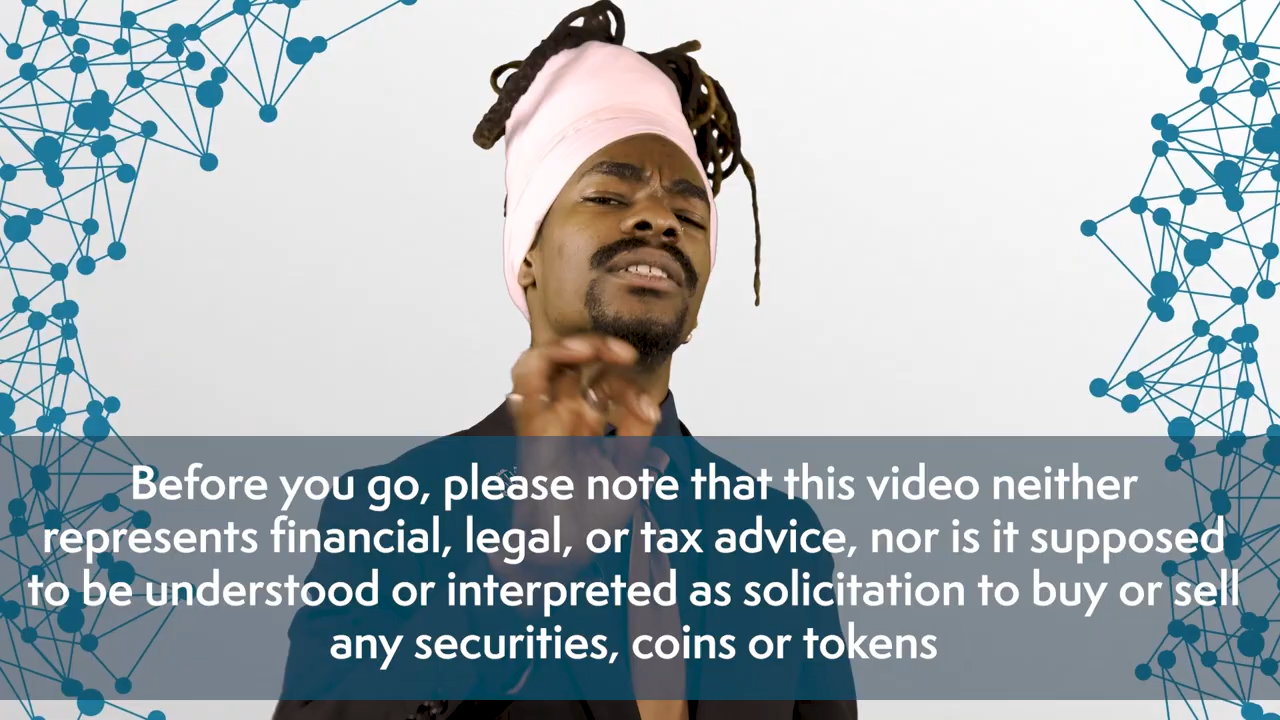 Before you go, please note that this video neither
represents financial, legal, or tax advice, nor is it supposed
to be understood or interpreted as solicitation to buy or sell
any securities, coins or tokens